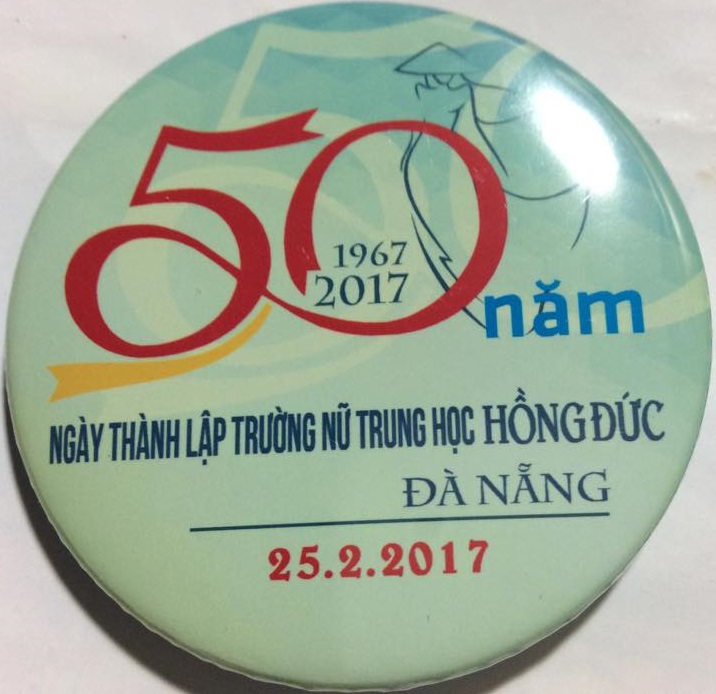 50 năm
1967
2017
NGÀY THÀNH LẬP TRƯỜNG NỮ TRUNG HỌC HỒNG ĐỨC
ĐÀ NẴNG
25.2.2017